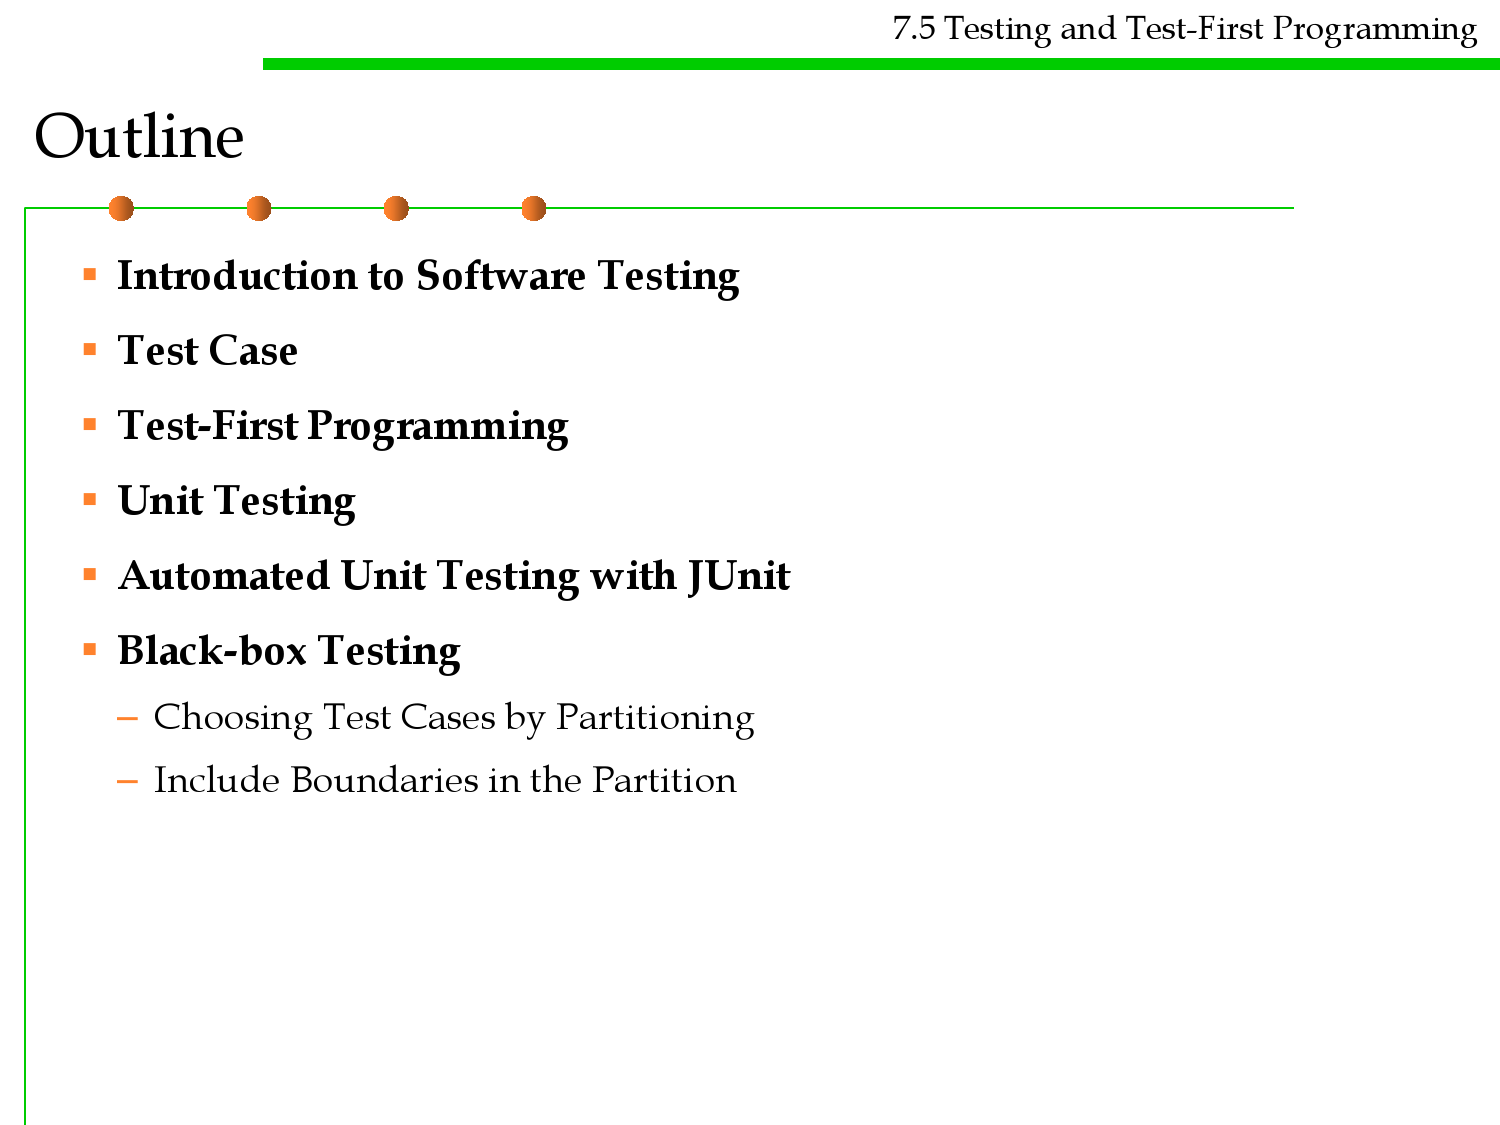 7.5 Testing and Test-First Programming
Outline
▪ Introduction to Software Testing
▪ Test Case
▪ Test-First Programming
▪ Unit Testing
▪ Automated Unit Testing with JUnit
▪ Black-box Testing
– Choosing Test Cases by Partitioning
– Include Boundaries in the Partition